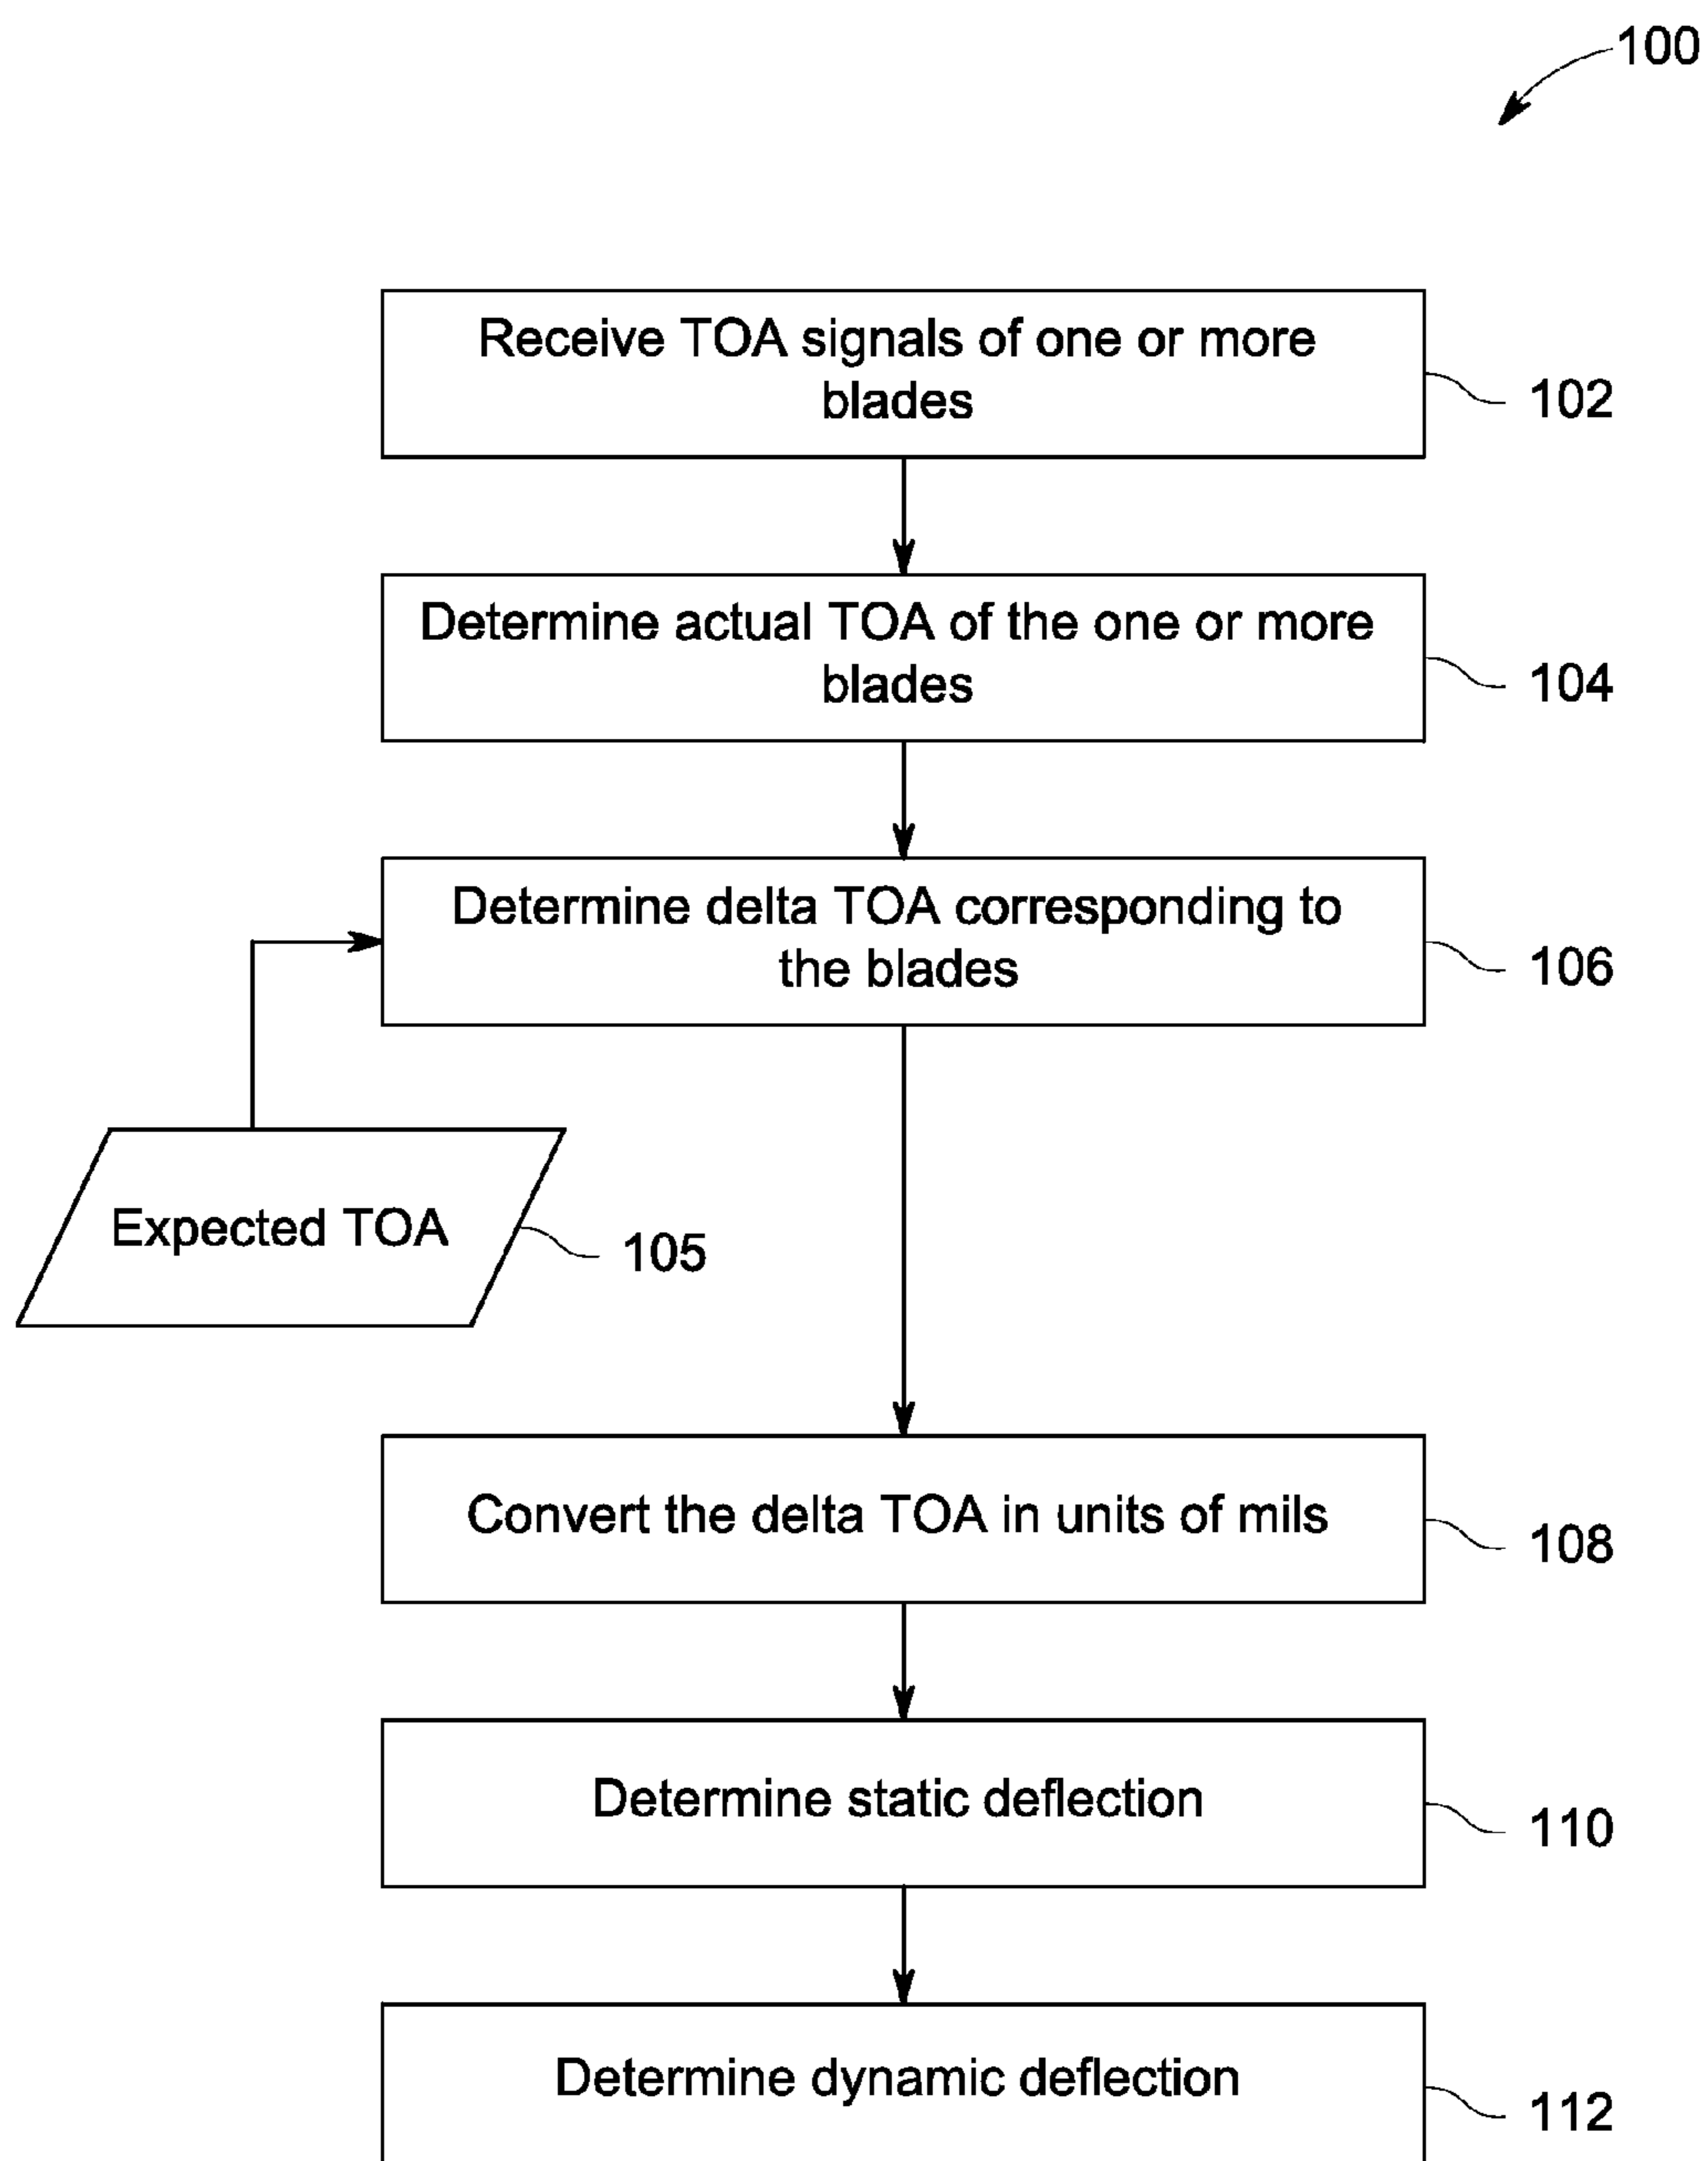 100
Receive TOA signals of one or more
blades
102
Determine actual TOA of the one or more
blades
104
Determine delta TOA corresponding to
the blades
106
Expected TOA
105
Convert the delta TOA in units of mils
108
Determine static deflection
110
Determine dynamic deflection
112